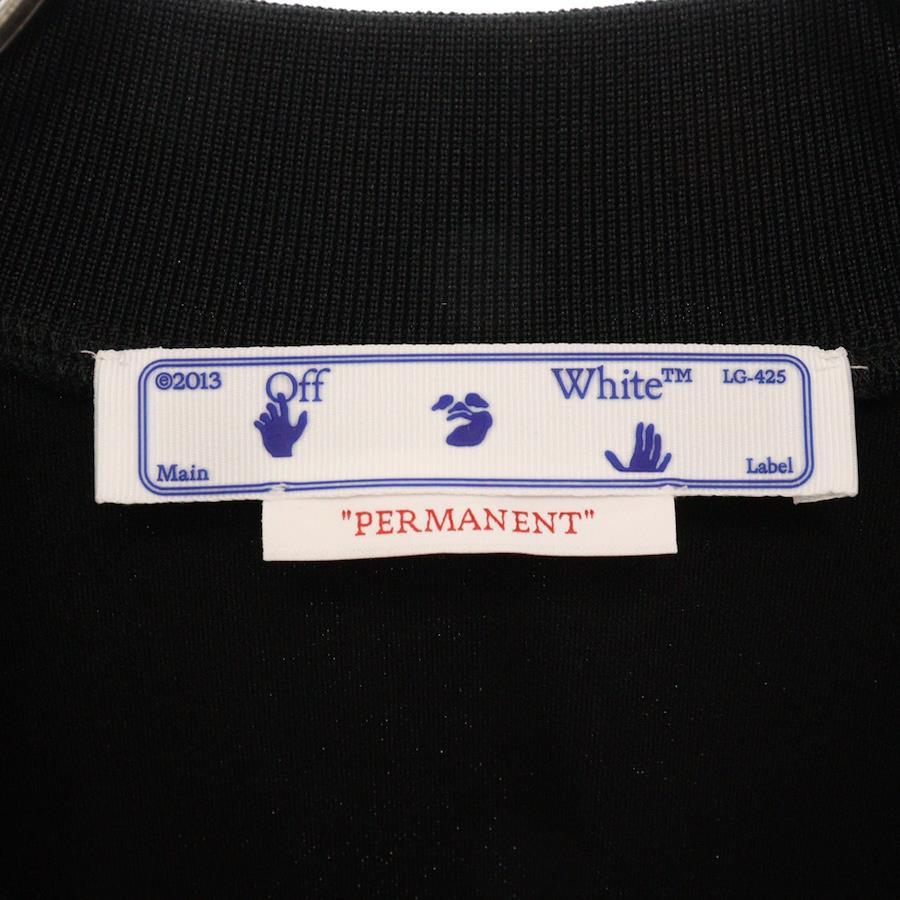 ©2013 Off White™ LG-425
Main Label
"PERMANENT"